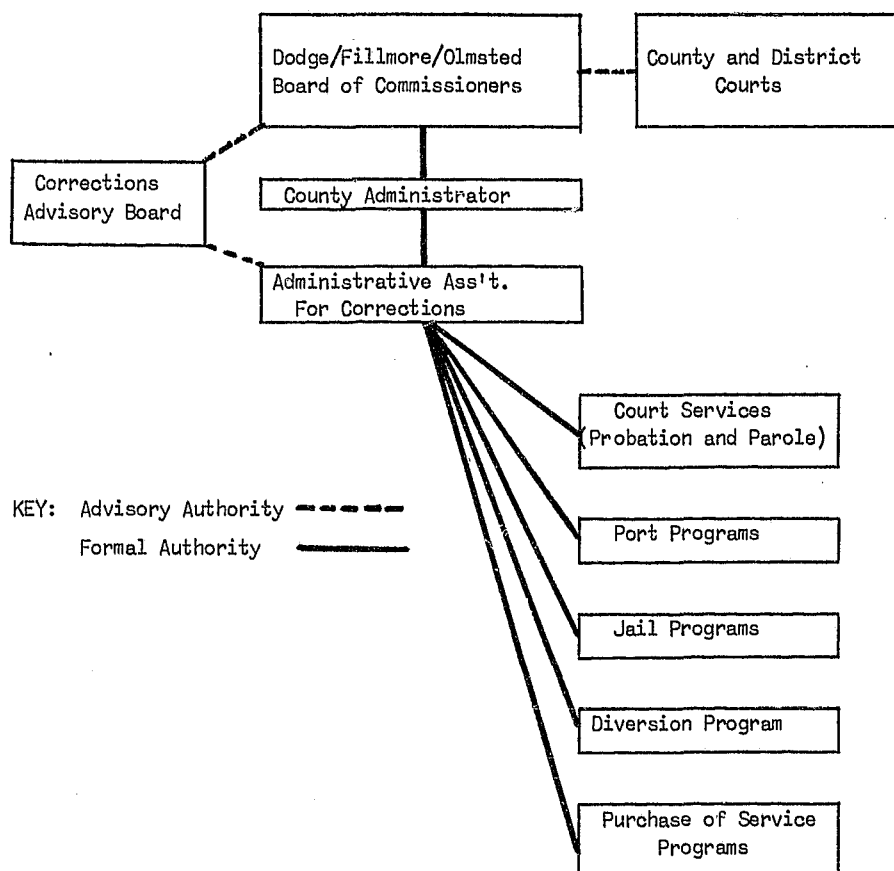 Dodge/Fillmore/Olmsted
Board of Commissioners
County and District
Courts
Corrections
Advisory Board
County Administrator
Administrative Ass't.
For Corrections
Court Services
(Probation and Parole)
KEY: Advisory Authority
Formal Authority
Port Programs
Jail Programs
Diversion Program
Purchase of Service
Programs